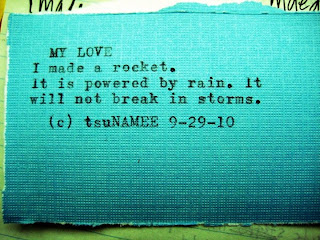 MY LOVE
I made a rocket.
it is powered by rain. it
will not break in storms.
(c) tsuNAMEE 9-29-10